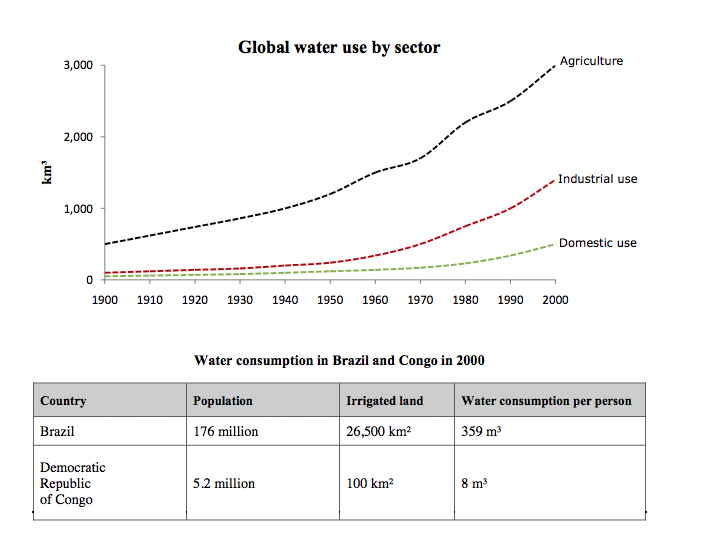 Global water use by sector
km³
3,000
2,000
1,000
0
Agriculture
Industrial use
Domestic use
1900 1910 1920 1930 1940 1950 1960 1970 1980 1990 2000
Water consumption in Brazil and Congo in 2000
Country Population Irrigated land Water consumption per person
Brazil 176 million 26,500 km² 359 m³
Democratic
Republic 5.2 million 100 km² 8 m³
of Congo